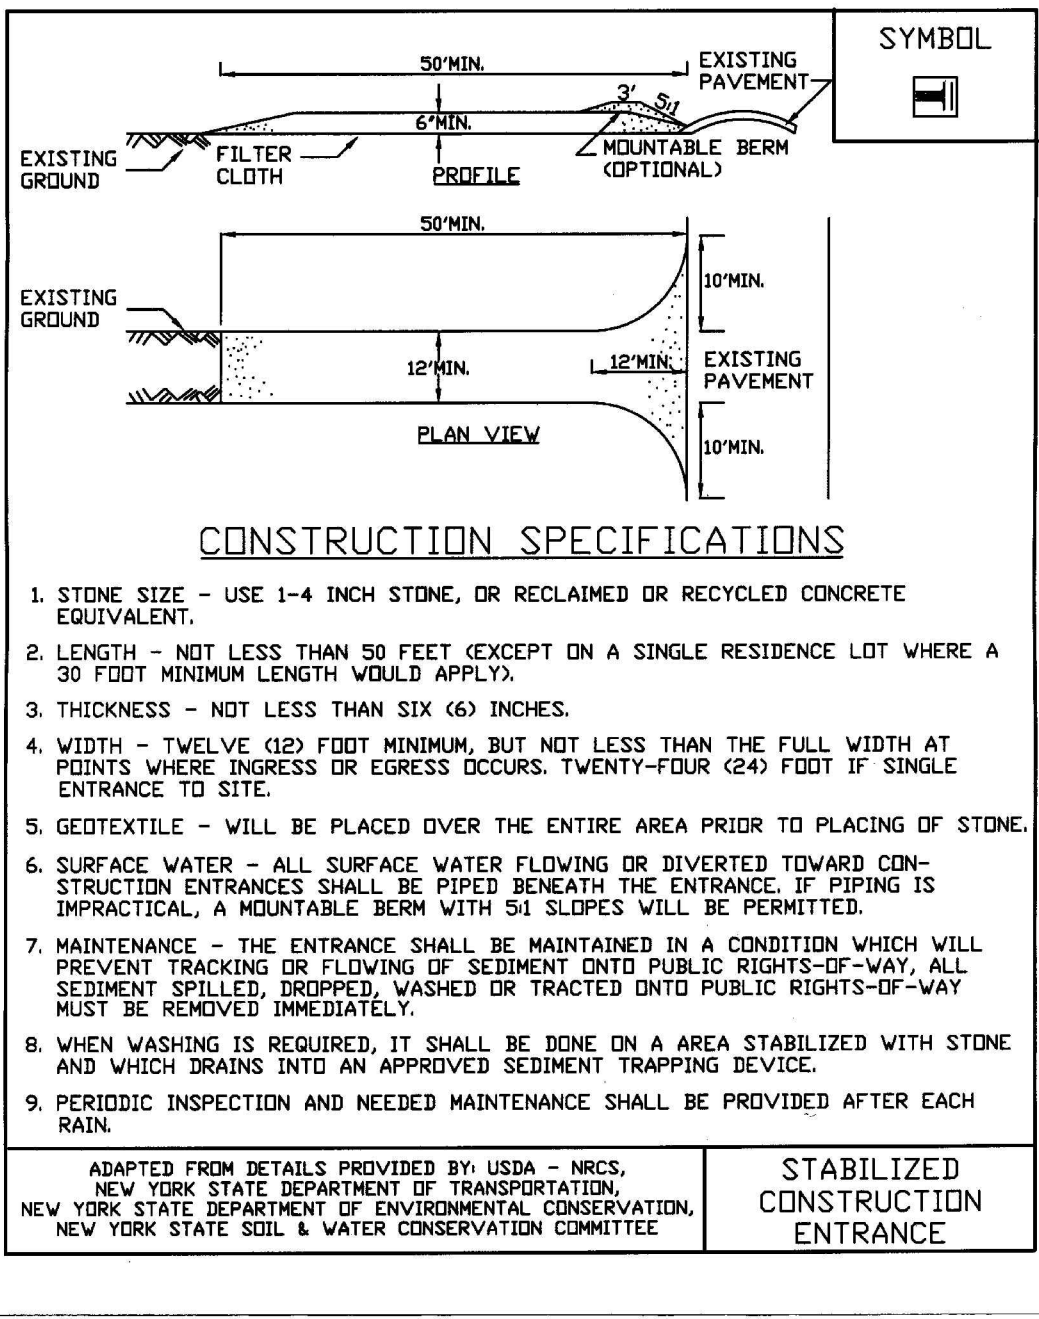 SYMBOL
50'MIN.
EXISTING
PAVEMENT
3'
5:1
6"MIN.
EXISTING
GROUND
FILTER
CLOTH
PROFILE
MOUNTABLE BERM
(OPTIONAL)
50'MIN.
10'MIN.
EXISTING
GROUND
12'MIN.
12'MIN.
EXISTING
PAVEMENT
PLAN VIEW
10'MIN.
CONSTRUCTION SPECIFICATIONS
1. STONE SIZE - USE 1-4 INCH STONE, OR RECLAIMED OR RECYCLED CONCRETE
EQUIVALENT.
2. LENGTH - NOT LESS THAN 50 FEET (EXCEPT ON A SINGLE RESIDENCE LOT WHERE A
30 FOOT MINIMUM LENGTH WOULD APPLY).
3. THICKNESS - NOT LESS THAN SIX (6) INCHES.
4. WIDTH - TWELVE (12) FOOT MINIMUM, BUT NOT LESS THAN THE FULL WIDTH AT
POINTS WHERE INGRESS OR EGRESS OCCURS. TWENTY-FOUR (24) FOOT IF SINGLE
ENTRANCE TO SITE.
5. GEOTEXTILE - WILL BE PLACED OVER THE ENTIRE AREA PRIOR TO PLACING OF STONE.
6. SURFACE WATER - ALL SURFACE WATER FLOWING OR DIVERTED TOWARD CON-
STRUCTION ENTRANCES SHALL BE PIPED BENEATH THE ENTRANCE. IF PIPING IS
IMPRACTICAL, A MOUNTABLE BERM WITH 5:1 SLOPES WILL BE PERMITTED.
7. MAINTENANCE - THE ENTRANCE SHALL BE MAINTAINED IN A CONDITION WHICH WILL
PREVENT TRACKING OR FLOWING OF SEDIMENT ONTO PUBLIC RIGHTS-OF-WAY, ALL
SEDIMENT SPILLED, DROPPED, WASHED OR TRACTED ONTO PUBLIC RIGHTS-OF-WAY
MUST BE REMOVED IMMEDIATELY.
8. WHEN WASHING IS REQUIRED, IT SHALL BE DONE ON A AREA STABILIZED WITH STONE
AND WHICH DRAINS INTO AN APPROVED SEDIMENT TRAPPING DEVICE.
9. PERIODIC INSPECTION AND NEEDED MAINTENANCE SHALL BE PROVIDED AFTER EACH
RAIN.
ADAPTED FROM DETAILS PROVIDED BY: USDA - NRCS,
NEW YORK STATE DEPARTMENT OF TRANSPORTATION,
NEW YORK STATE DEPARTMENT OF ENVIRONMENTAL CONSERVATION,
NEW YORK STATE SOIL & WATER CONSERVATION COMMITTEE
STABILIZED
CONSTRUCTION
ENTRANCE